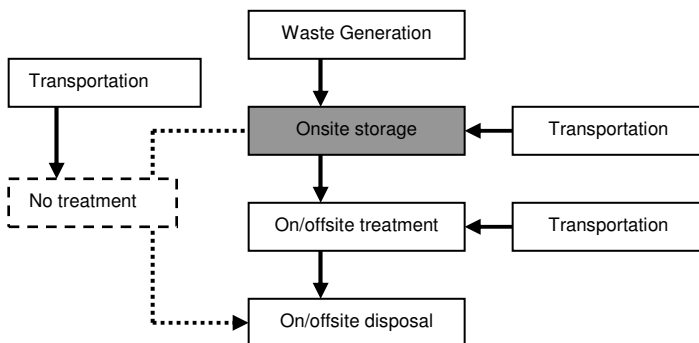 Waste Generation
Transportation
Onsite storage
Transportation
No treatment
On/offsite treatment
Transportation
On/offsite disposal